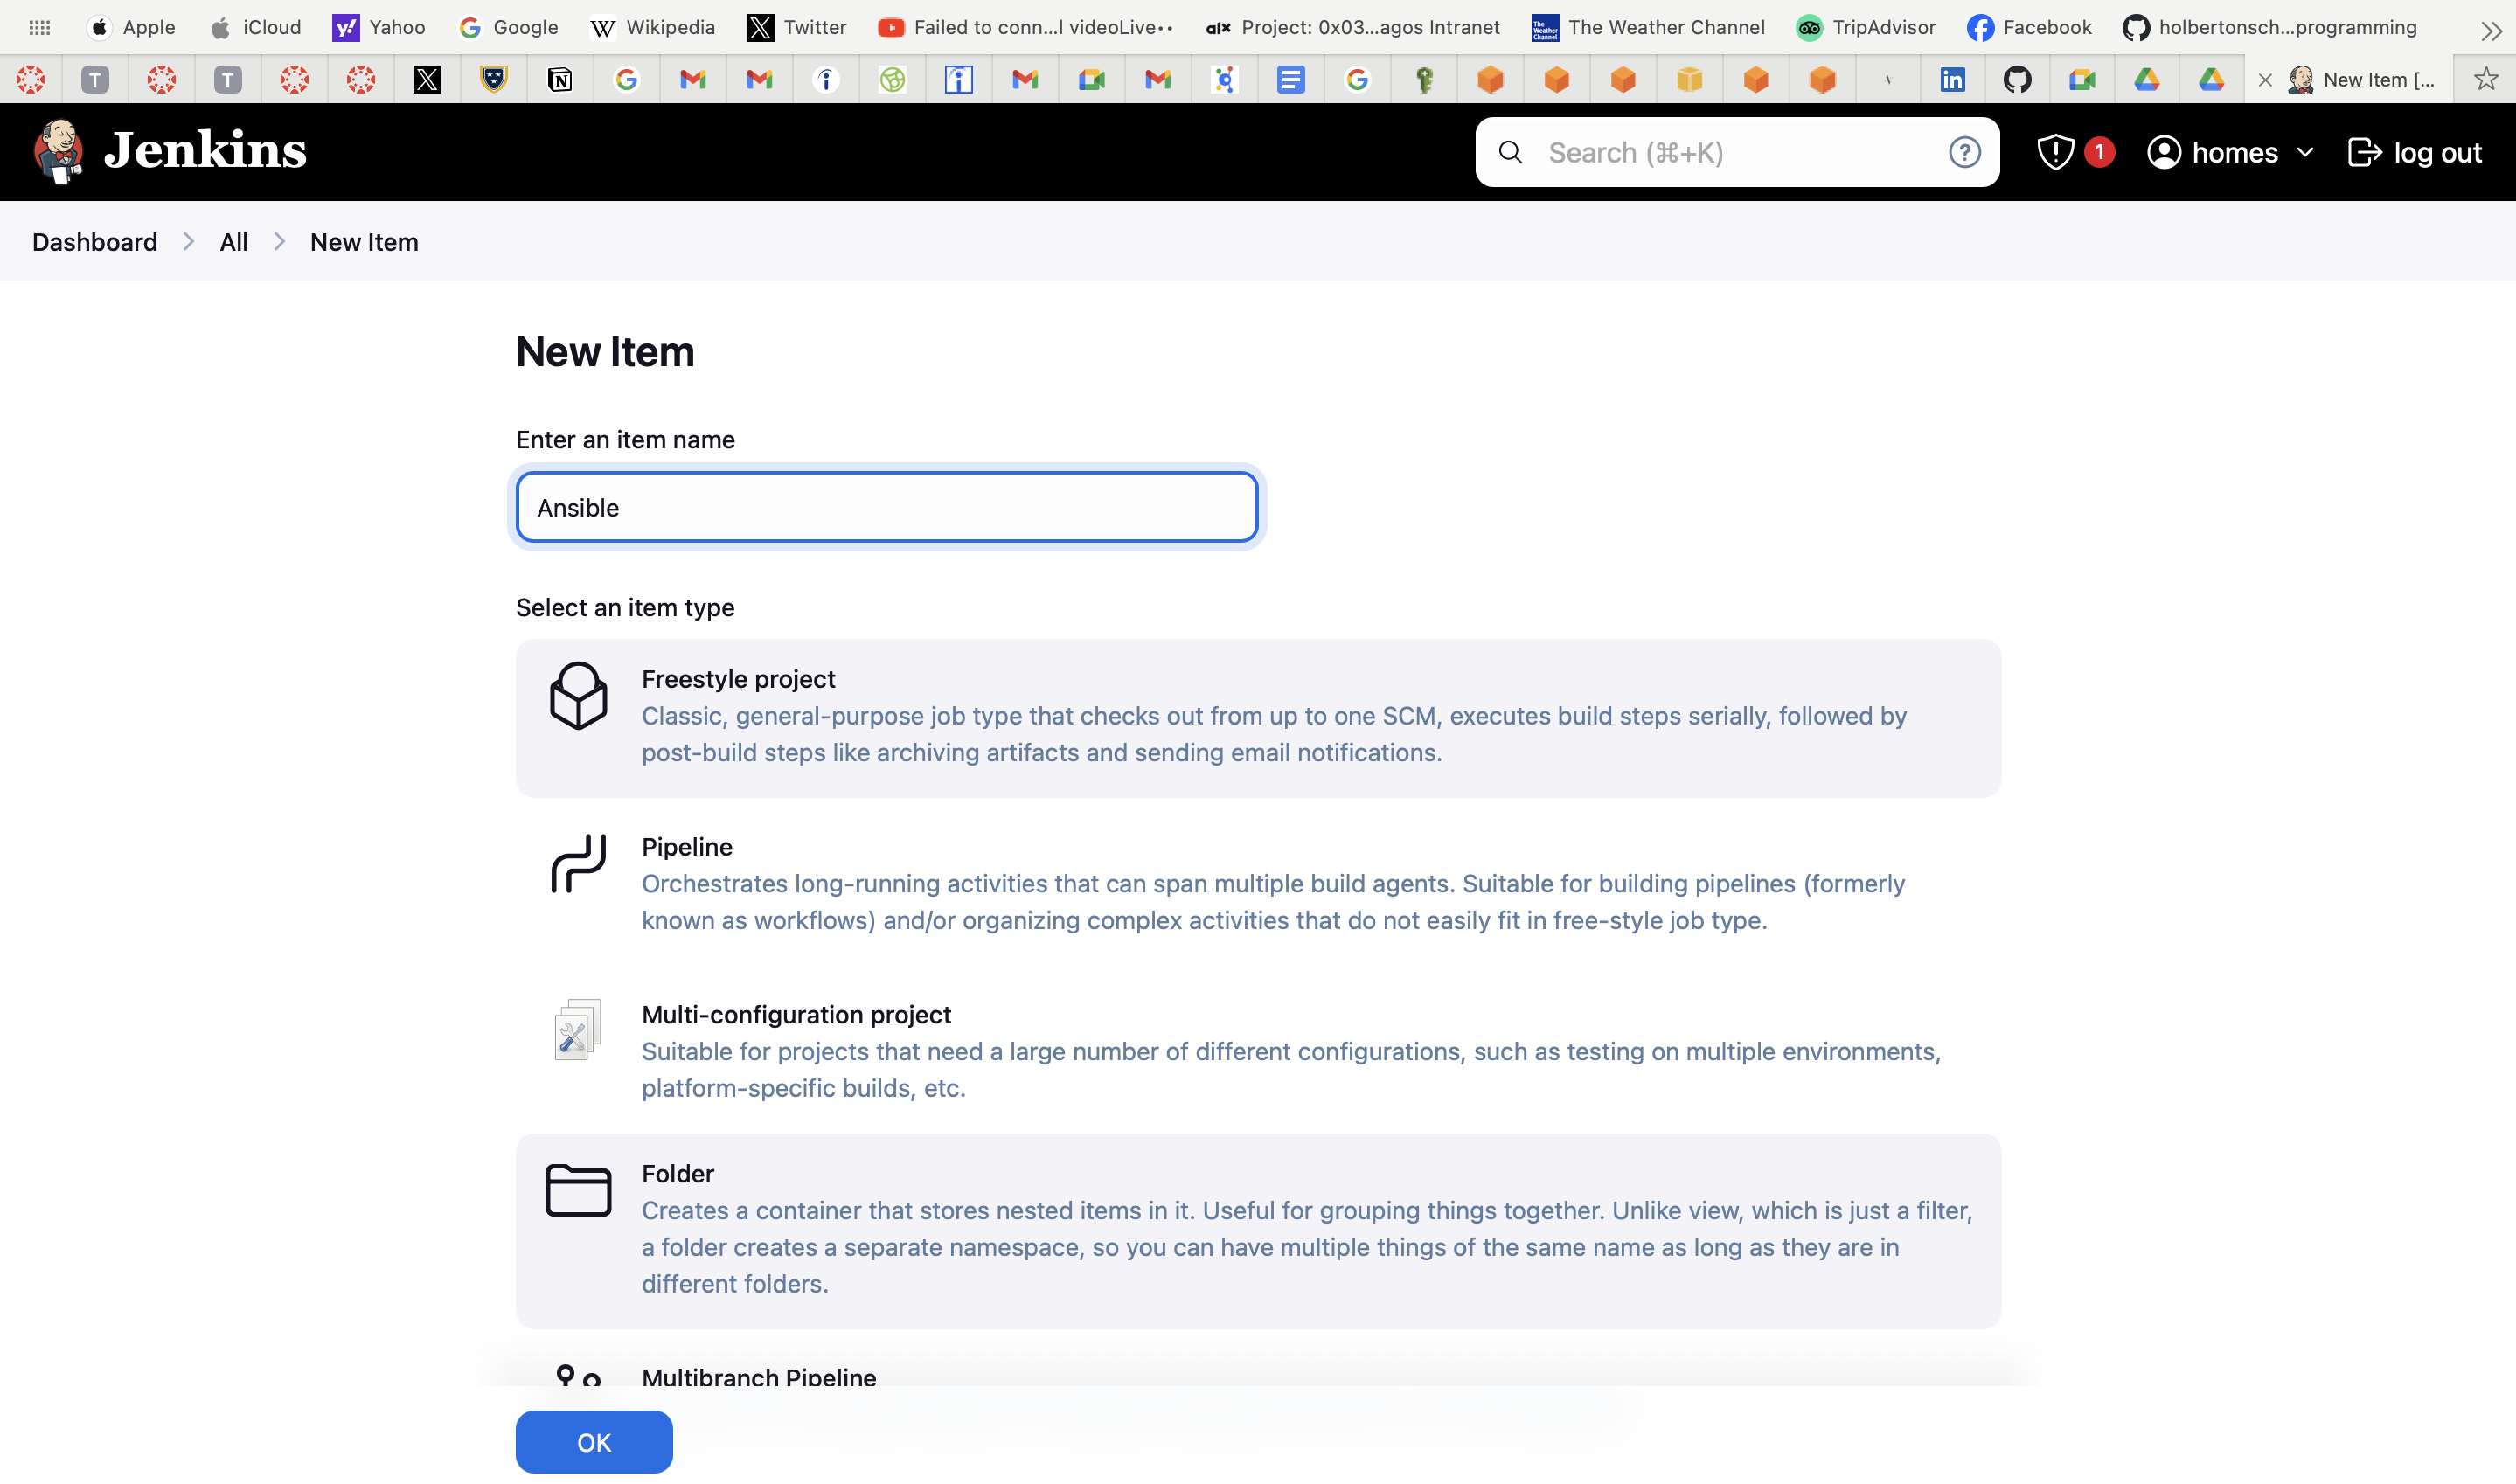 Apple iCloud Yahoo Google Wikipedia Twitter Failed to conn...l videoLive•• Project: 0x03...agos Intranet The Weather Channel TripAdvisor Facebook holbertonsch...programming
New Item [...
Jenkins Search (⌘+K) 1 homes log out
Dashboard All New Item
New Item
Enter an item name
Ansible
Select an item type
Freestyle project
Classic, general-purpose job type that checks out from up to one SCM, executes build steps serially, followed by
post-build steps like archiving artifacts and sending email notifications.
Pipeline
Orchestrates long-running activities that can span multiple build agents. Suitable for building pipelines (formerly
known as workflows) and/or organizing complex activities that do not easily fit in free-style job type.
Multi-configuration project
Suitable for projects that need a large number of different configurations, such as testing on multiple environments,
platform-specific builds, etc.
Folder
Creates a container that stores nested items in it. Useful for grouping things together. Unlike view, which is just a filter,
a folder creates a separate namespace, so you can have multiple things of the same name as long as they are in
different folders.
Multibranch Pipeline
OK